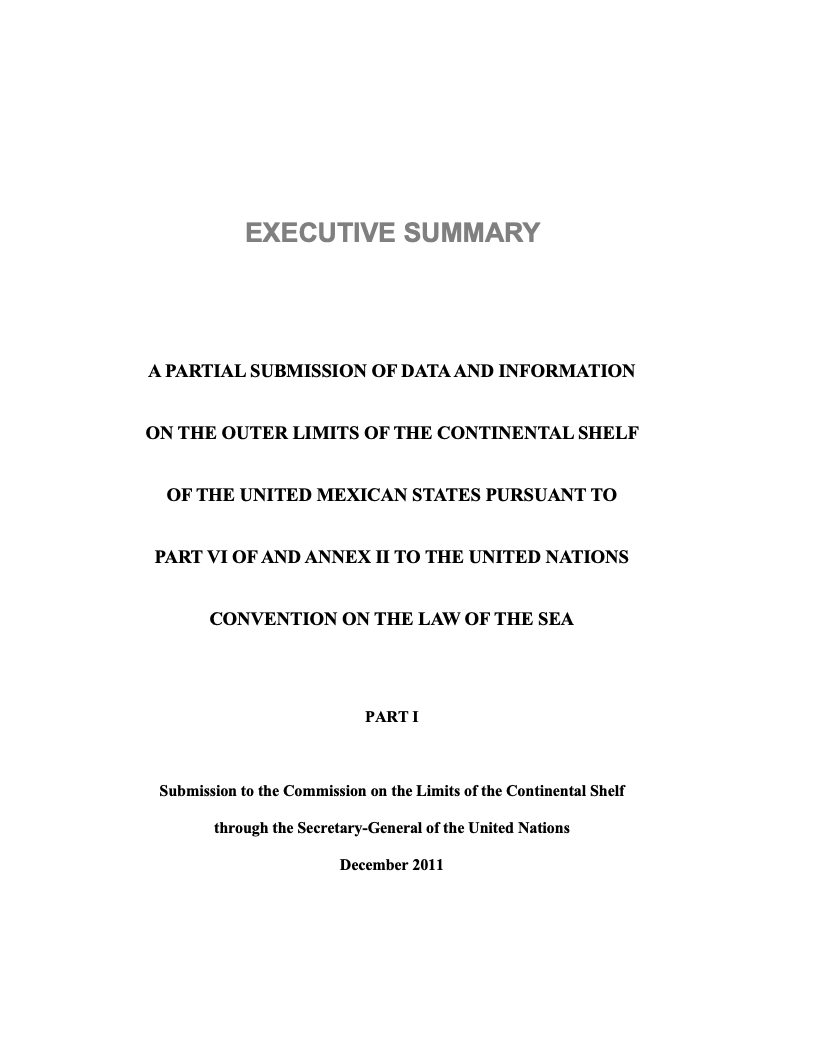 EXECUTIVE SUMMARY
A PARTIAL SUBMISSION OF DATA AND INFORMATION
ON THE OUTER LIMITS OF THE CONTINENTAL SHELF
OF THE UNITED MEXICAN STATES PURSUANT TO
PART VI OF AND ANNEX II TO THE UNITED NATIONS
CONVENTION ON THE LAW OF THE SEA
PART I
Submission to the Commission on the Limits of the Continental Shelf
through the Secretary-General of the United Nations
December 2011